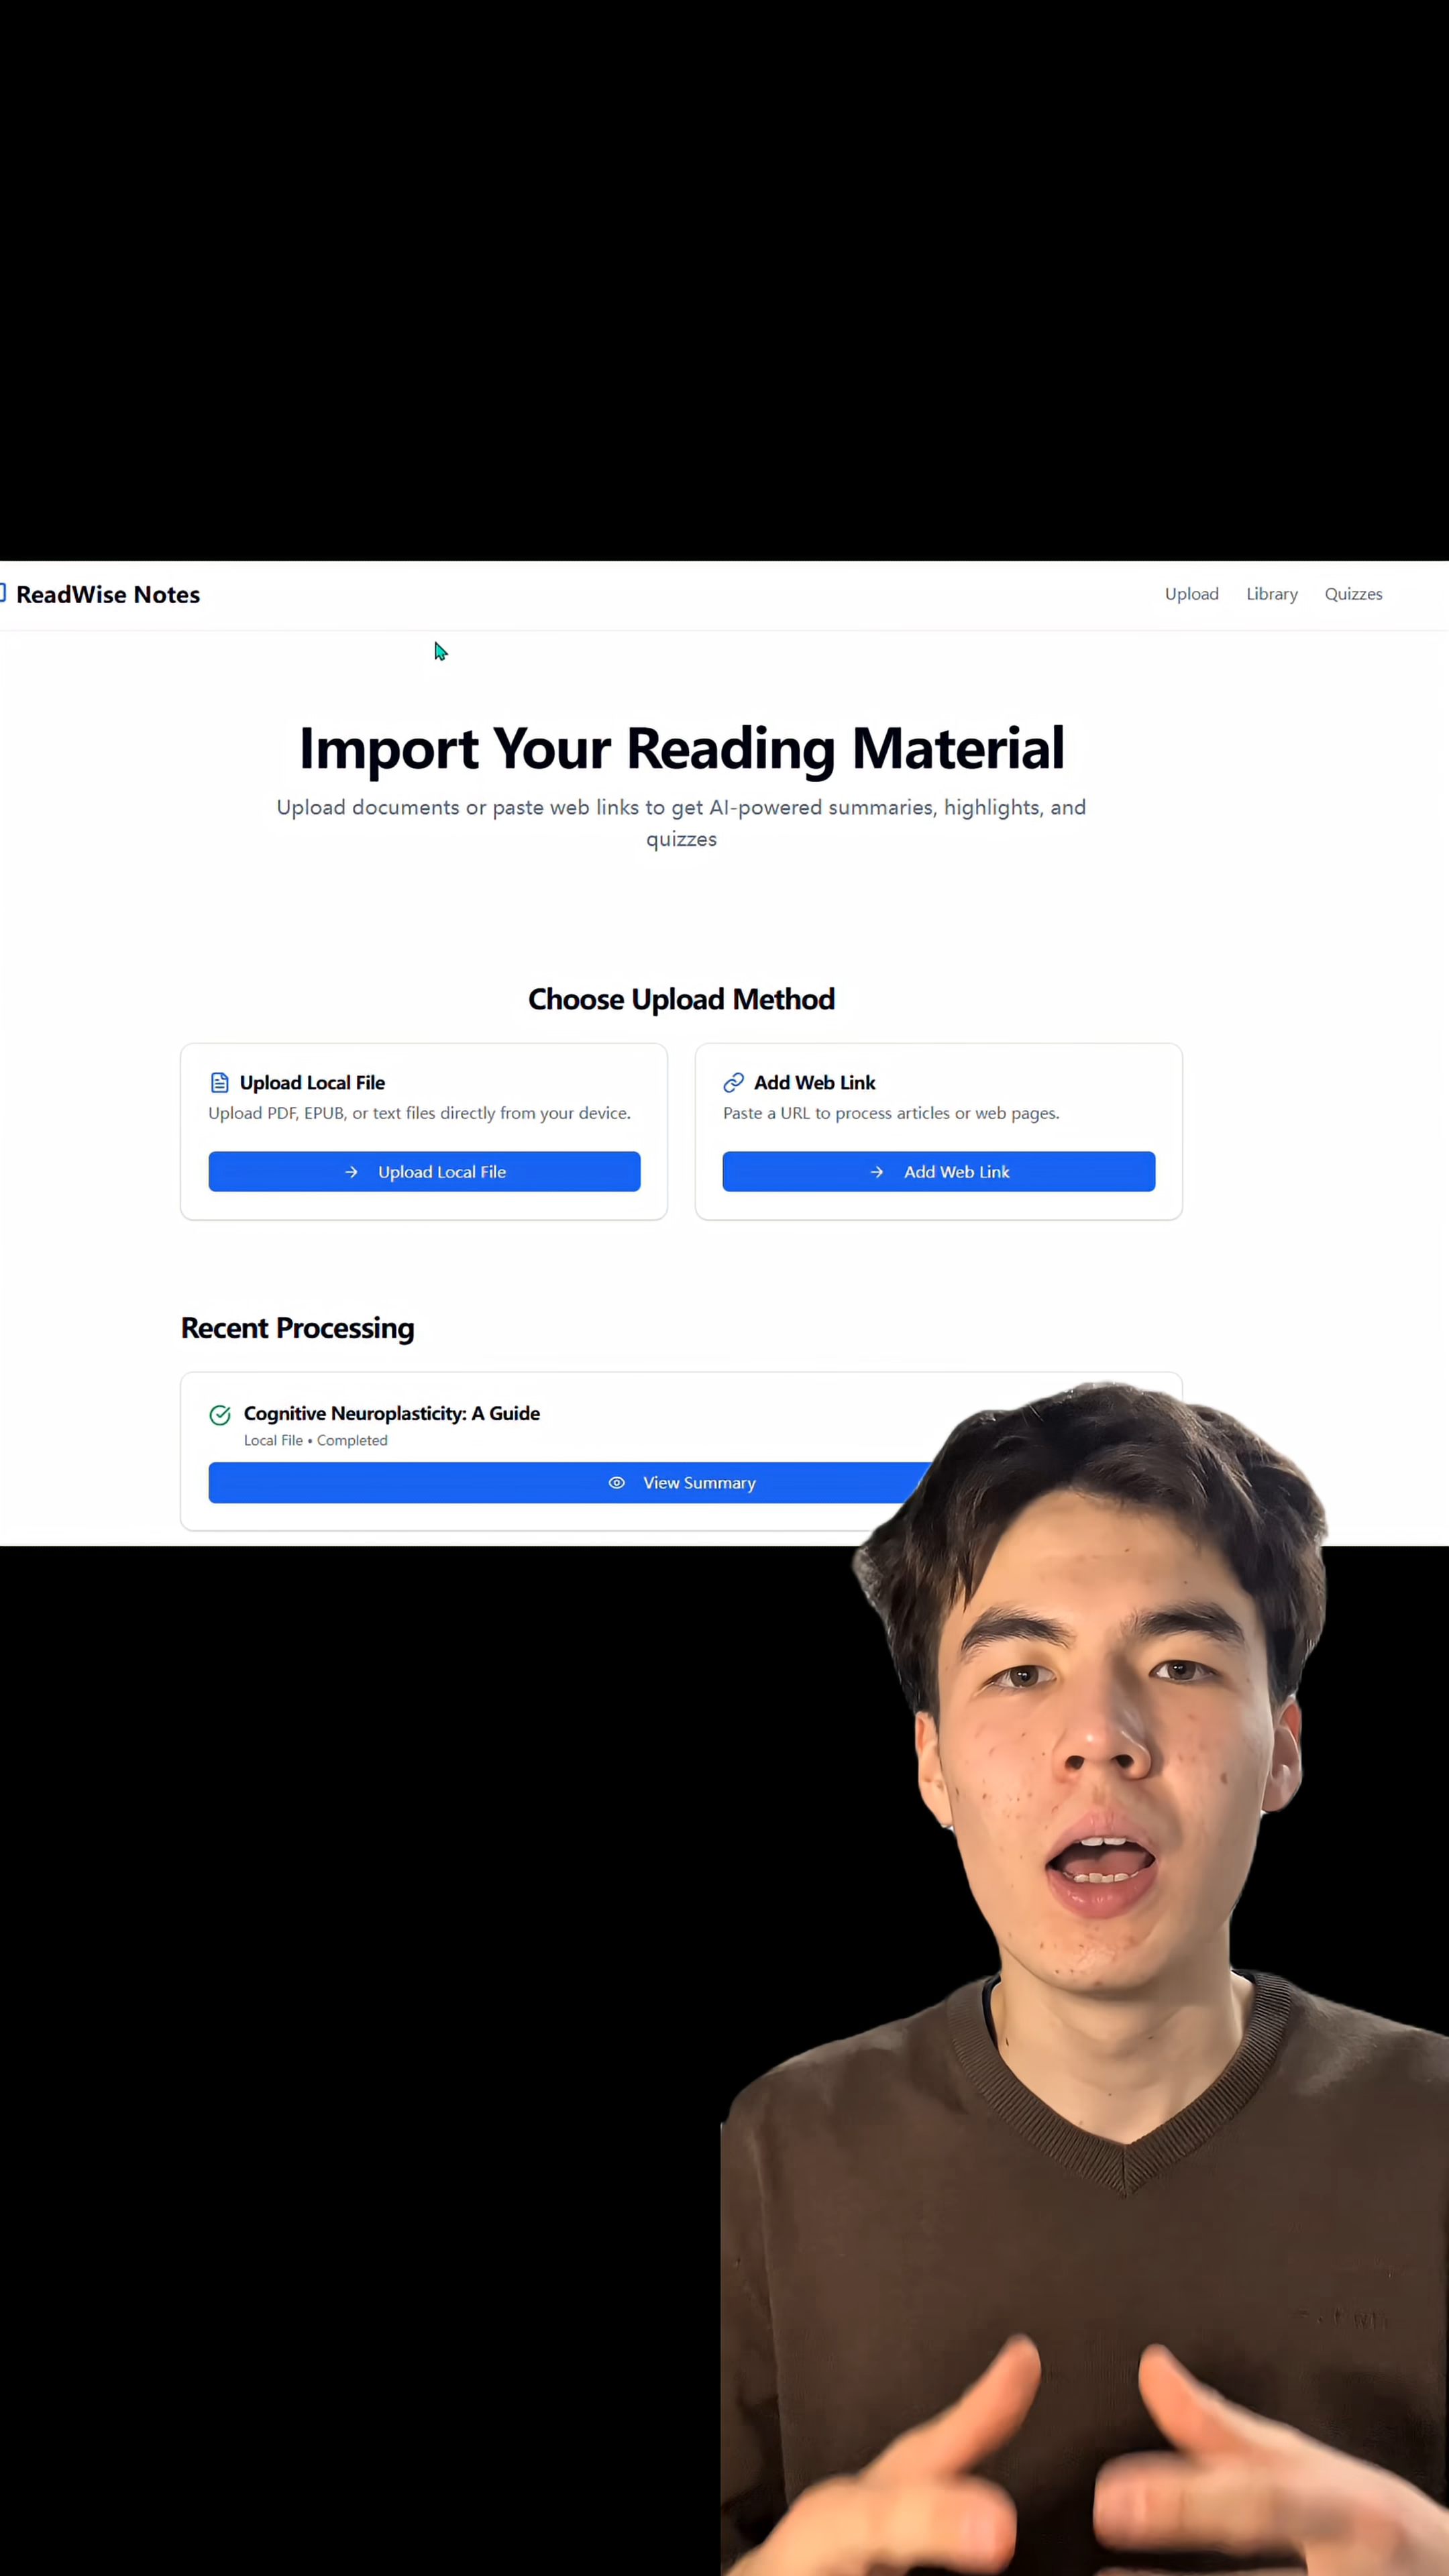 ReadWise Notes
Upload Library Quizzes
Import Your Reading Material
Upload documents or paste web links to get AI-powered summaries, highlights, and
quizzes
Choose Upload Method
Upload Local File
Upload PDF, EPUB, or text files directly from your device.
Upload Local File
Add Web Link
Paste a URL to process articles or web pages.
Add Web Link
Recent Processing
Cognitive Neuroplasticity: A Guide
Local File • Completed
View Summary